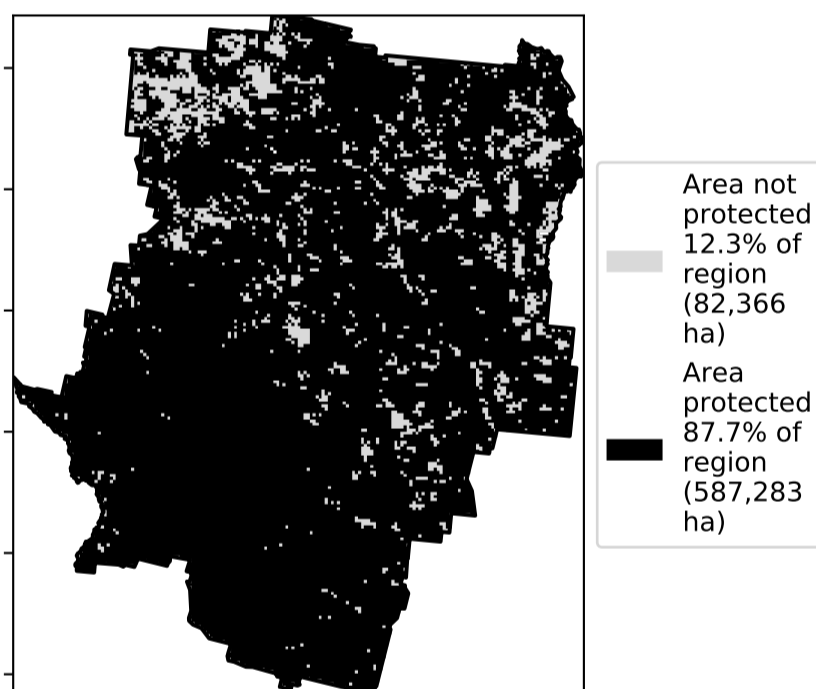 Area not
protected
12.3% of
region
(82,366
ha)
Area
protected
87.7% of
region
(587,283
ha)